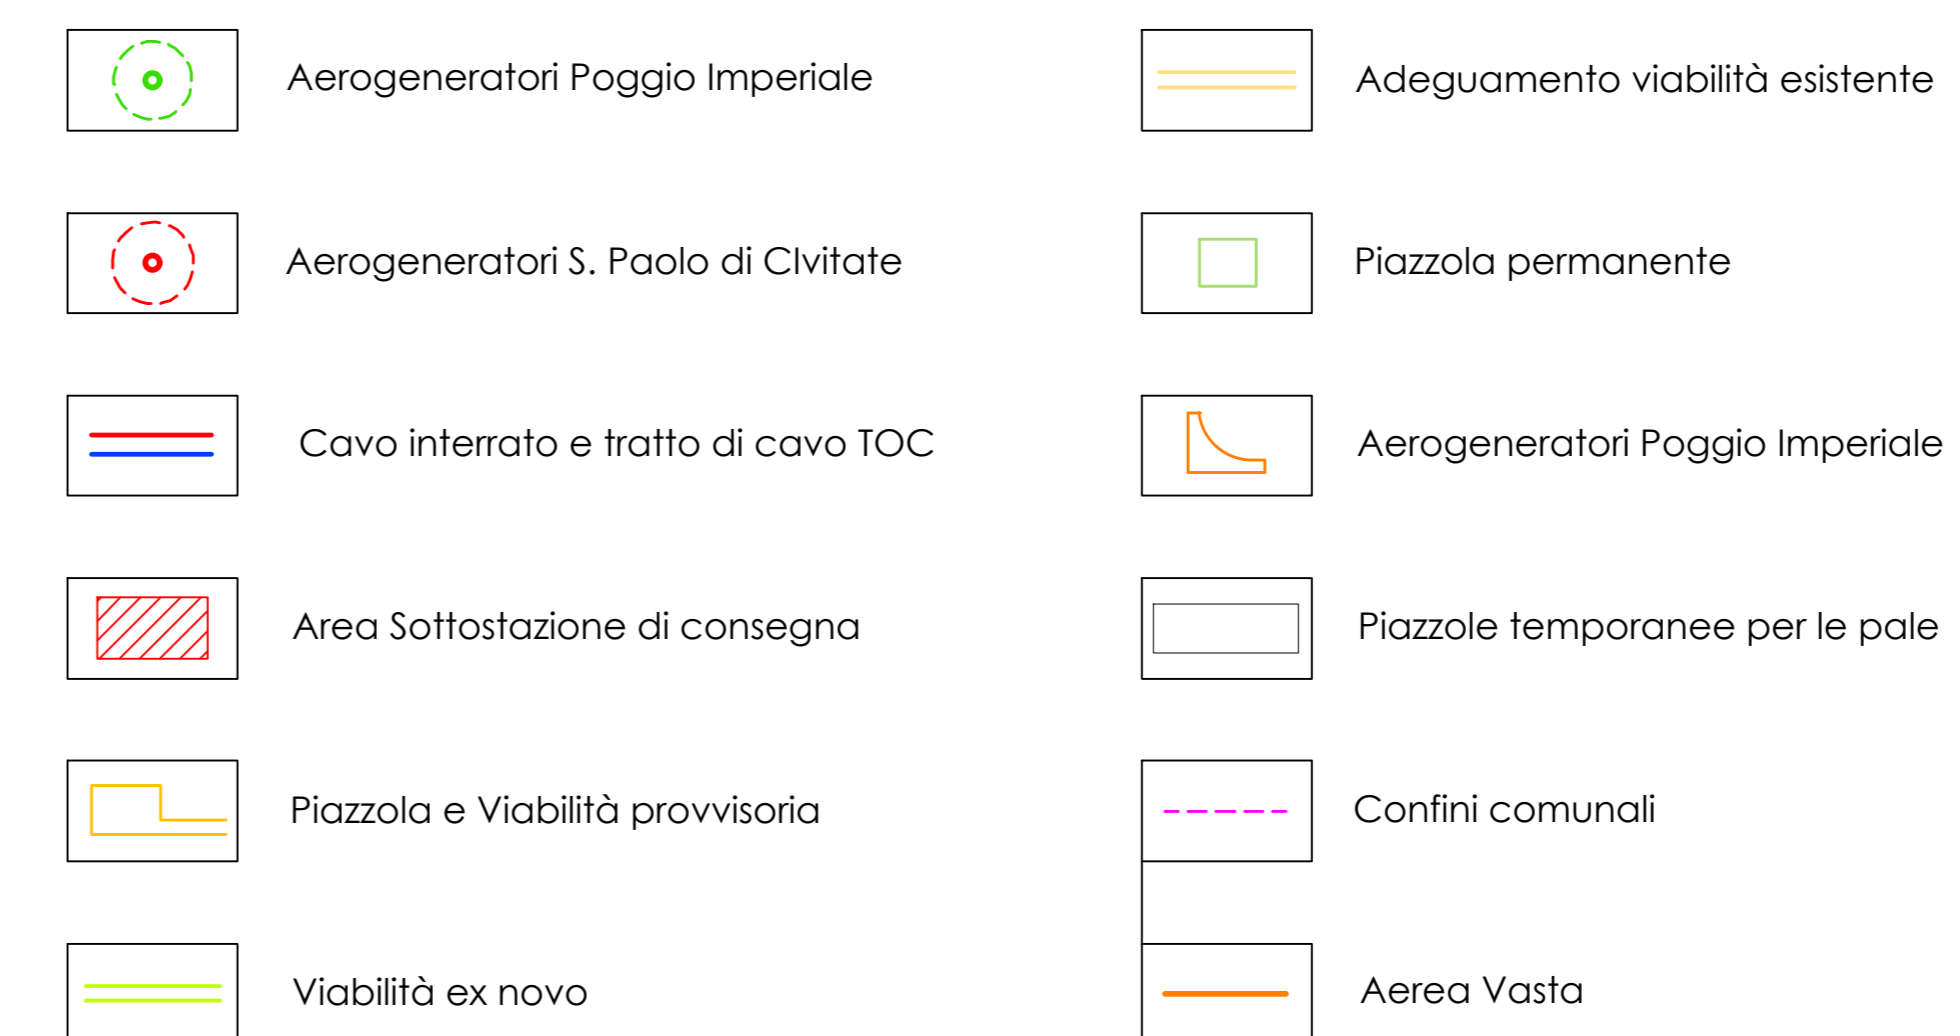 Aerogeneratori Poggio Imperiale
Aerogeneratori S. Paolo di CIvitate
Cavo interrato e tratto di cavo TOC
Area Sottostazione di consegna
Piazzola e Viabilità provvisoria
Viabilità ex novo
Adeguamento viabilità esistente
Piazzola permanente
Aerogeneratori Poggio Imperiale
Piazzole temporanee per le pale
Confini comunali
Aerea Vasta